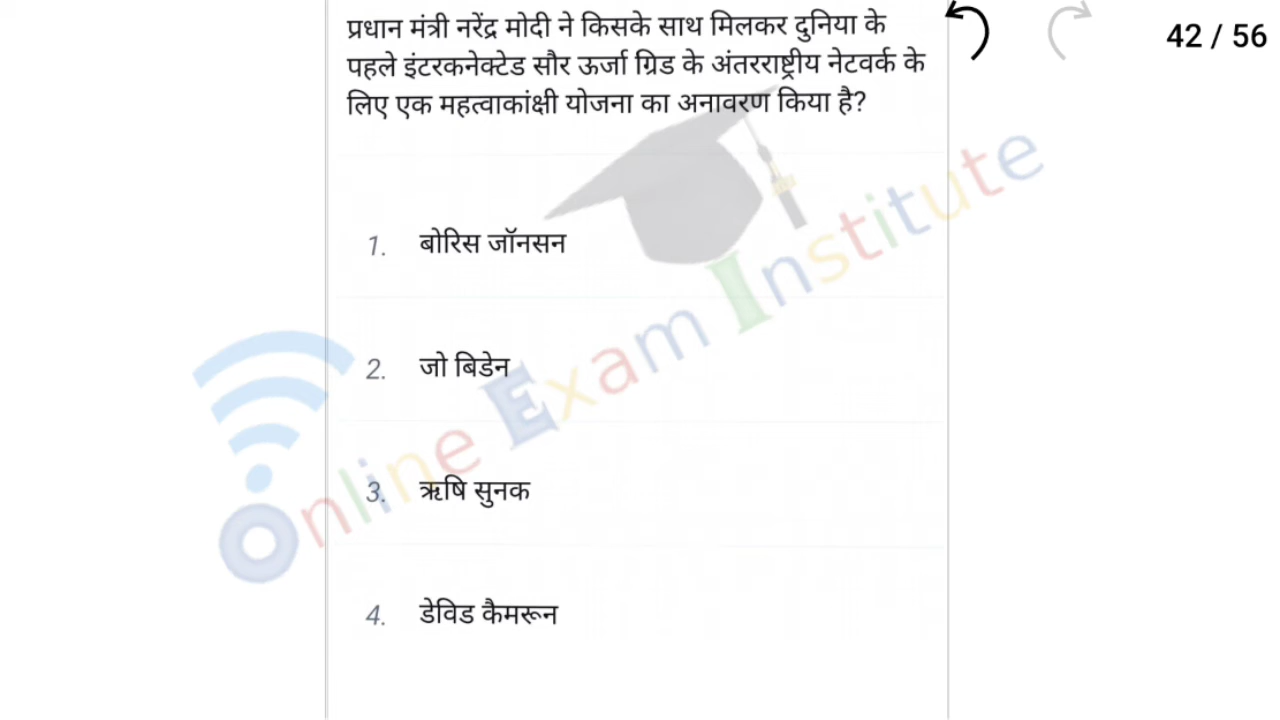 प्रधान मंत्री नरेंद्र मोदी ने किसके साथ मिलकर दुनिया के
पहले इंटरकनेक्टेड सौर ऊर्जा ग्रिड के अंतरराष्ट्रीय नेटवर्क के
लिए एक महत्वाकांक्षी योजना का अनावरण किया है?
42 / 56
1. बोरिस जॉनसन
2. जो बिडेन
3. ऋषि सुनक
4. डेविड कैमरून
Online Exam Institute